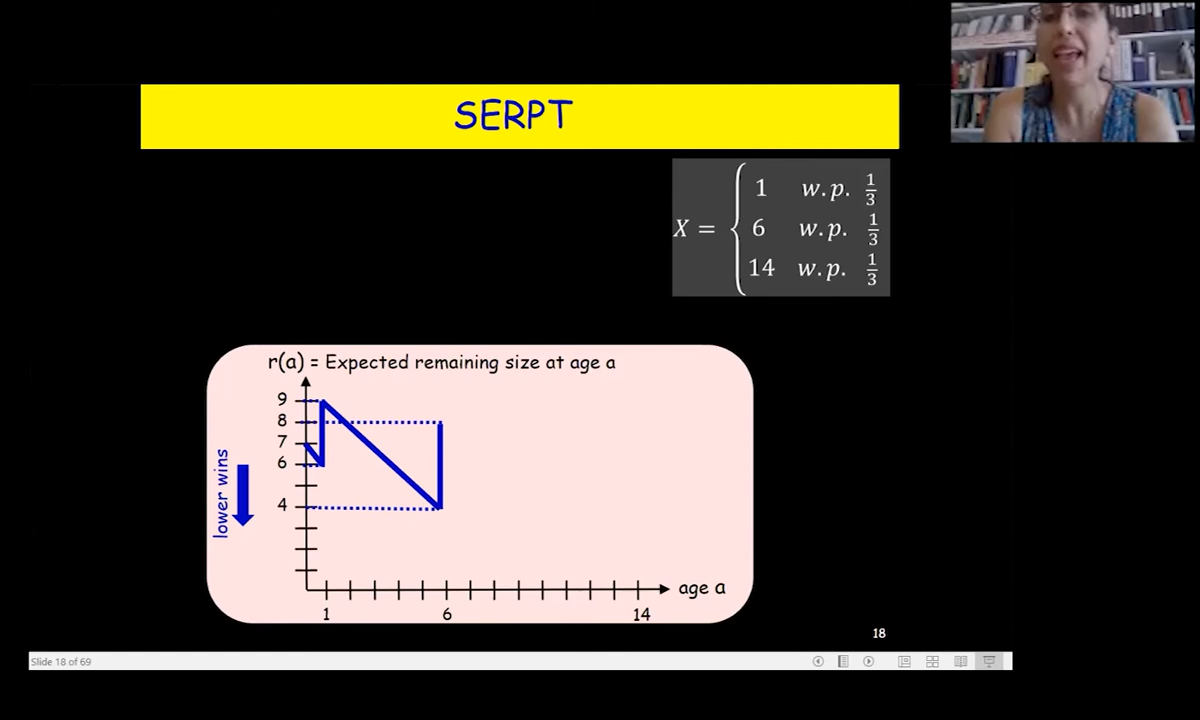 SERPT
X = { 1 w.p. 1/3
6 w.p. 1/3
14 w.p. 1/3
r(a) = Expected remaining size at age a
9
8
7
6
4
lower wins
age a
1 6 14
18
Slide 18 of 69